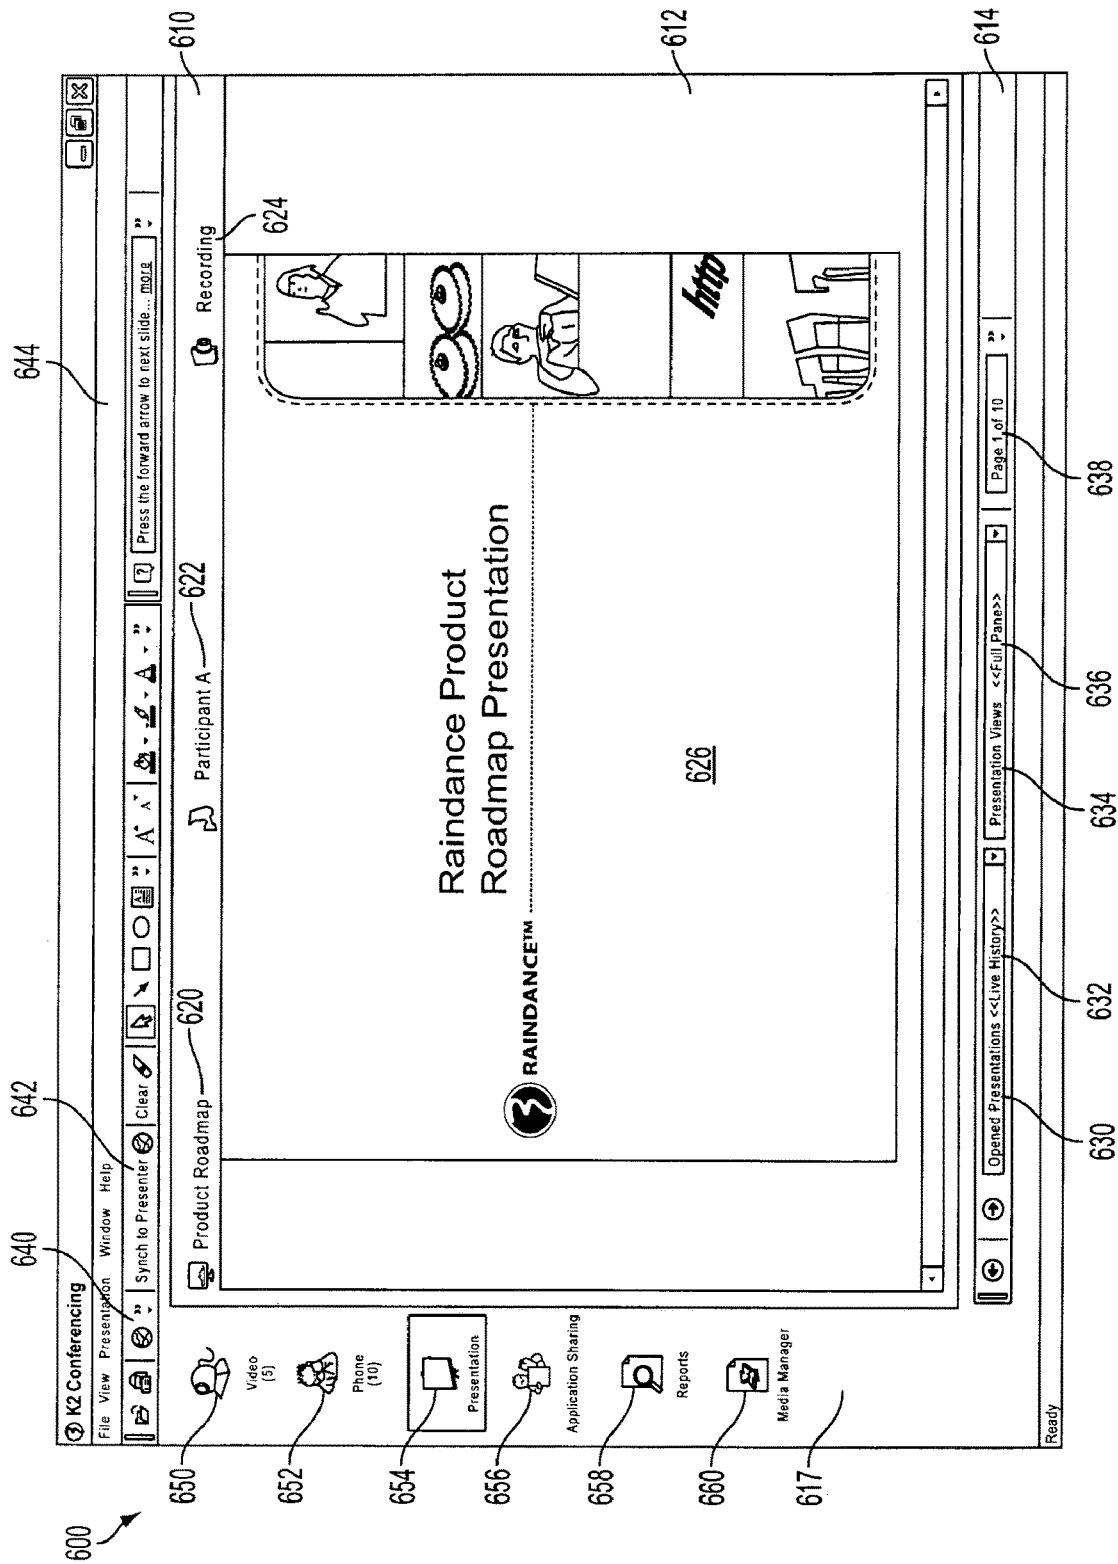 600
644
K2 Conferencing
File View Presentation Window Help
640
642
Synch to Presenter
Clear
A A
A
Press the forward arrow to next slide... more
Product Roadmap
620
Participant A
622
Recording
624
610
650
Video
(5)
652
Phone
(10)
654
Presentation
656
Application Sharing
658
Reports
660
Media Manager
617
Raindance Product
Roadmap Presentation
RAINDANCE™
http
626
612
614
Opened Presentations <<Live History>>
Presentation Views <<Full Pane>>
Page 1 of 10
Ready
630
632
634
636
638